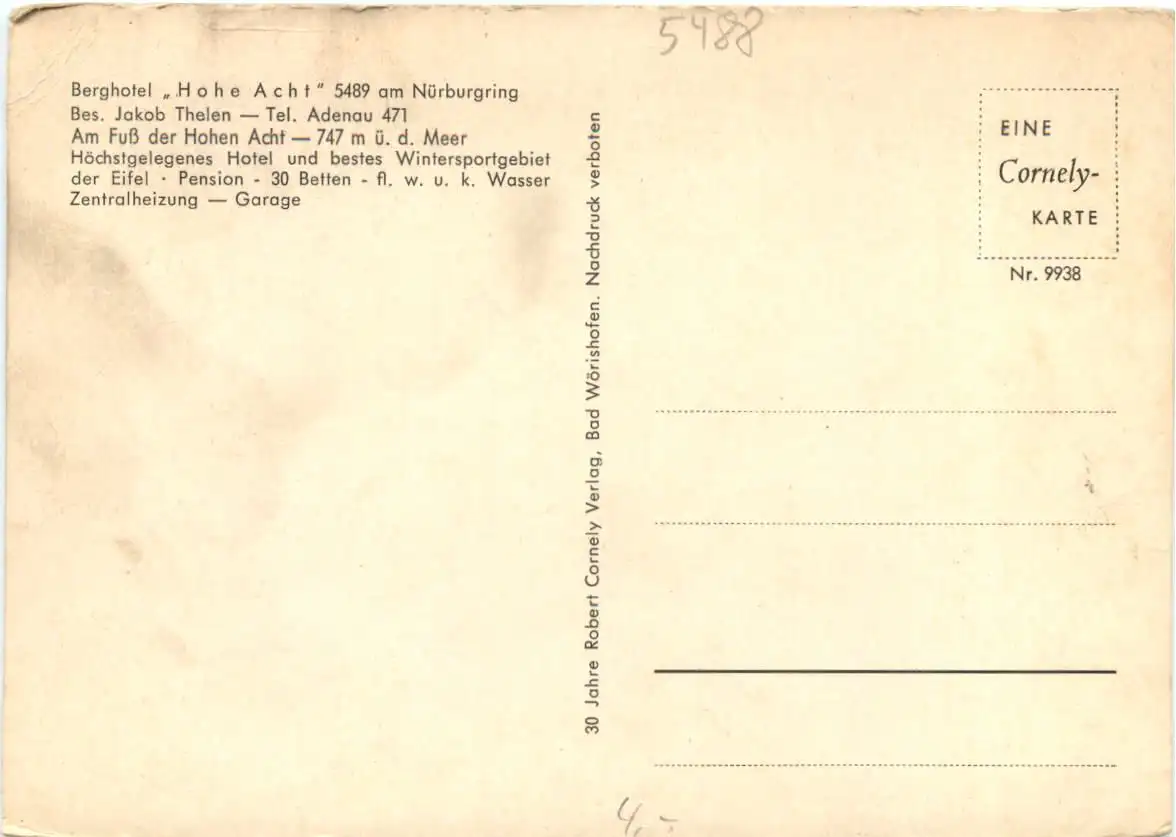 5488
Berghotel „Hohe Acht" 5489 am Nürburgring
Bes. Jakob Thelen — Tel. Adenau 471
Am Fuß der Hohen Acht — 747 m ü. d. Meer
Höchstgelegenes Hotel und bestes Wintersportgebiet
der Eifel · Pension - 30 Betten - fl. w. u. k. Wasser
Zentralheizung — Garage
30 Jahre Robert Cornely Verlag, Bad Wörishofen. Nachdruck verboten
EINE
Cornely-
KARTE
Nr. 9938
4,-